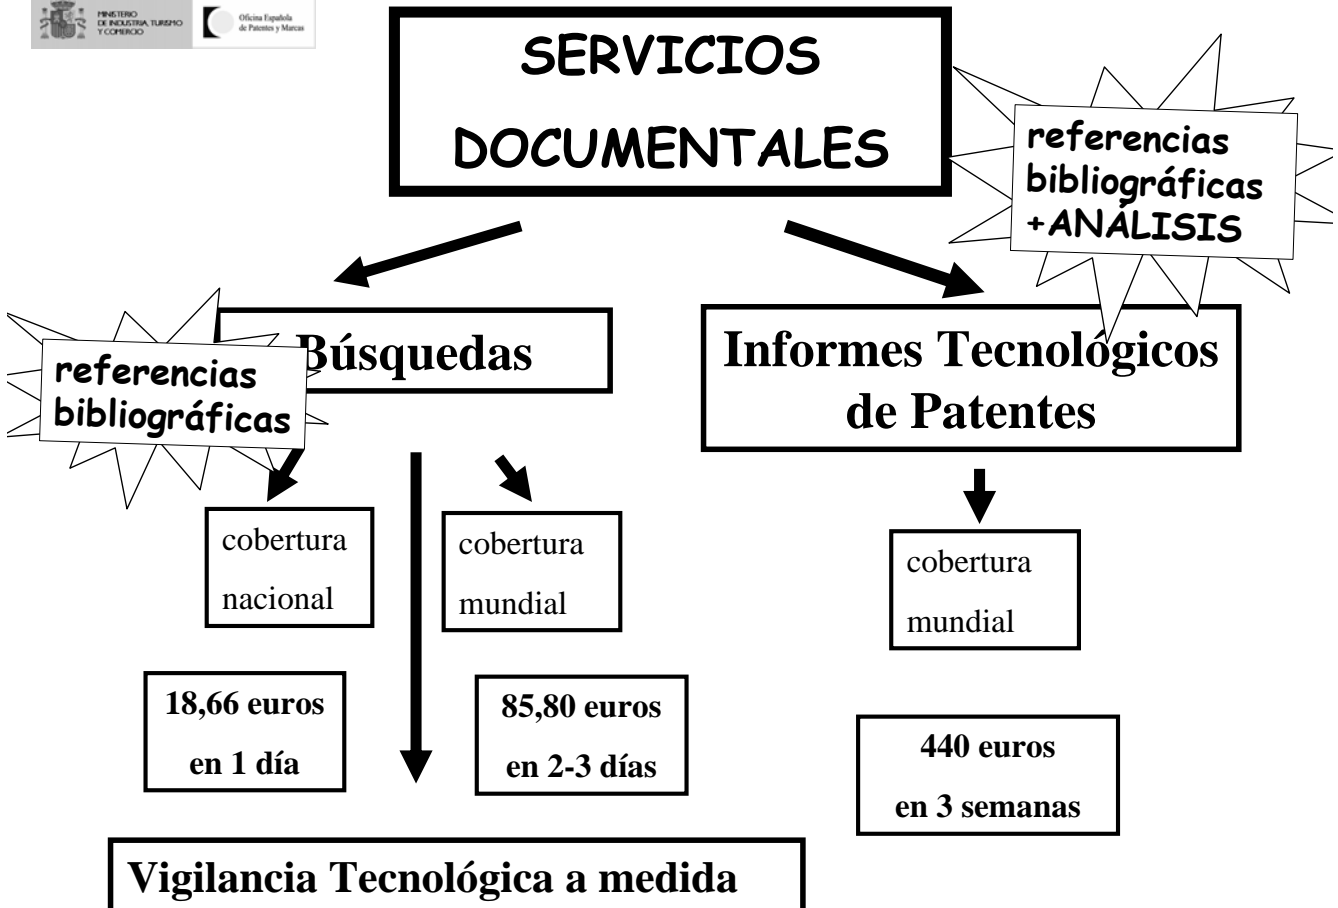 MINISTERIO
DE INDUSTRIA, TURISMO
Y COMERCIO
Oficina Española
de Patentes y Marcas
SERVICIOS
DOCUMENTALES
referencias
bibliográficas
+ANÁLISIS
Búsquedas
referencias
bibliográficas
Informes Tecnológicos
de Patentes
cobertura
nacional
cobertura
mundial
cobertura
mundial
18,66 euros
en 1 día
85,80 euros
en 2-3 días
440 euros
en 3 semanas
Vigilancia Tecnológica a medida